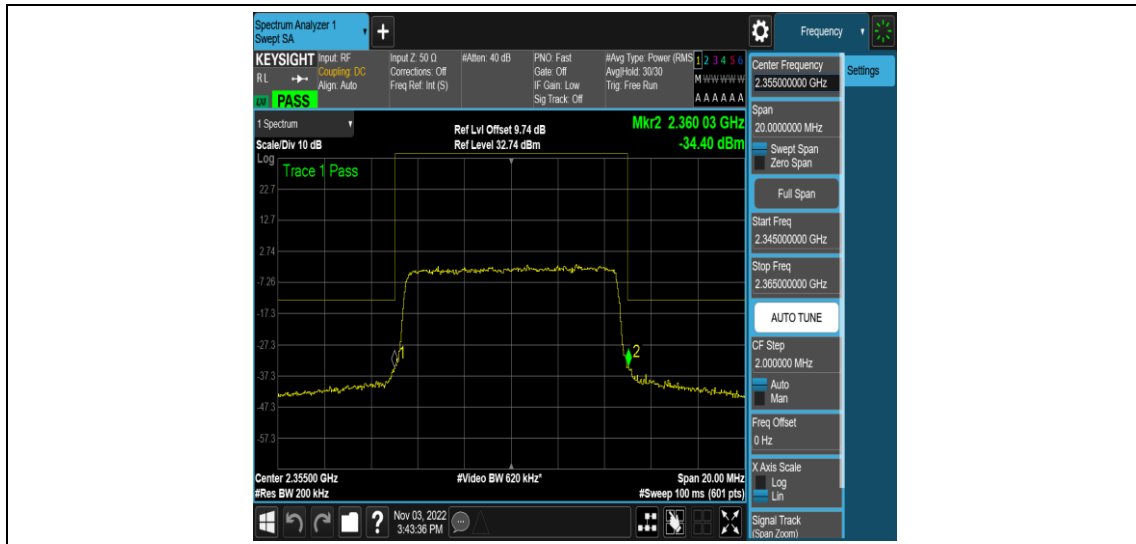 Spectrum Analyzer 1
Swept SA
+
Frequency
KEYSIGHT
RL
LXI PASS
Input: RF
Coupling: DC
Align: Auto
Input Z: 50 Ω
Corrections: Off
Freq Ref: Int (S)
#Atten: 40 dB
PNO: Fast
Gate: Off
IF Gain: Low
Sig Track: Off
#Avg Type: Power (RMS
Avg|Hold: 30/30
Trig: Free Run
1 2 3 4 5 6
M W W W W W
A A A A A A
1 Spectrum
Scale/Div 10 dB
Ref Lvl Offset 9.74 dB
Ref Level 32.74 dBm
Mkr2 2.360 03 GHz
-34.40 dBm
Log
Trace 1 Pass
22.7
12.7
2.74
-7.26
-17.3
-27.3
-37.3
-47.3
-57.3
1
2
Center 2.35500 GHz
#Res BW 200 kHz
#Video BW 620 kHz*
Span 20.00 MHz
#Sweep 100 ms (601 pts)
Center Frequency
2.355000000 GHz
Settings
Span
20.0000000 MHz
Swept Span
Zero Span
Full Span
Start Freq
2.345000000 GHz
Stop Freq
2.365000000 GHz
AUTO TUNE
CF Step
2.000000 MHz
Auto
Man
Freq Offset
0 Hz
X Axis Scale
Log
Lin
Signal Track
(Span Zoom)
?
Nov 03, 2022
3:43:36 PM